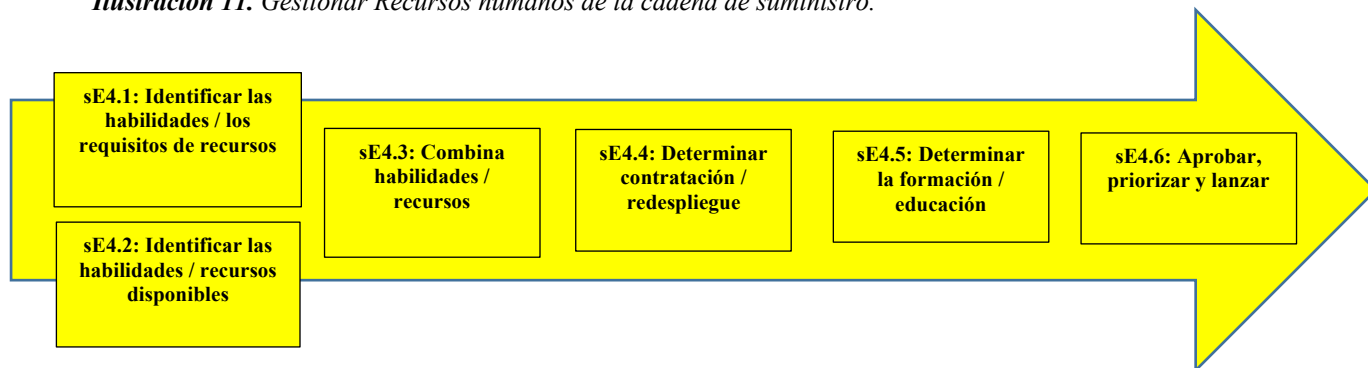 Ilustración 11. Gestionar Recursos humanos de la cadena de suministro.
sE4.1: Identificar las
habilidades / los
requisitos de recursos
sE4.2: Identificar las
habilidades / recursos
disponibles
sE4.3: Combina
habilidades /
recursos
sE4.4: Determinar
contratación /
redespliegue
sE4.5: Determinar
la formación /
educación
sE4.6: Aprobar,
priorizar y lanzar